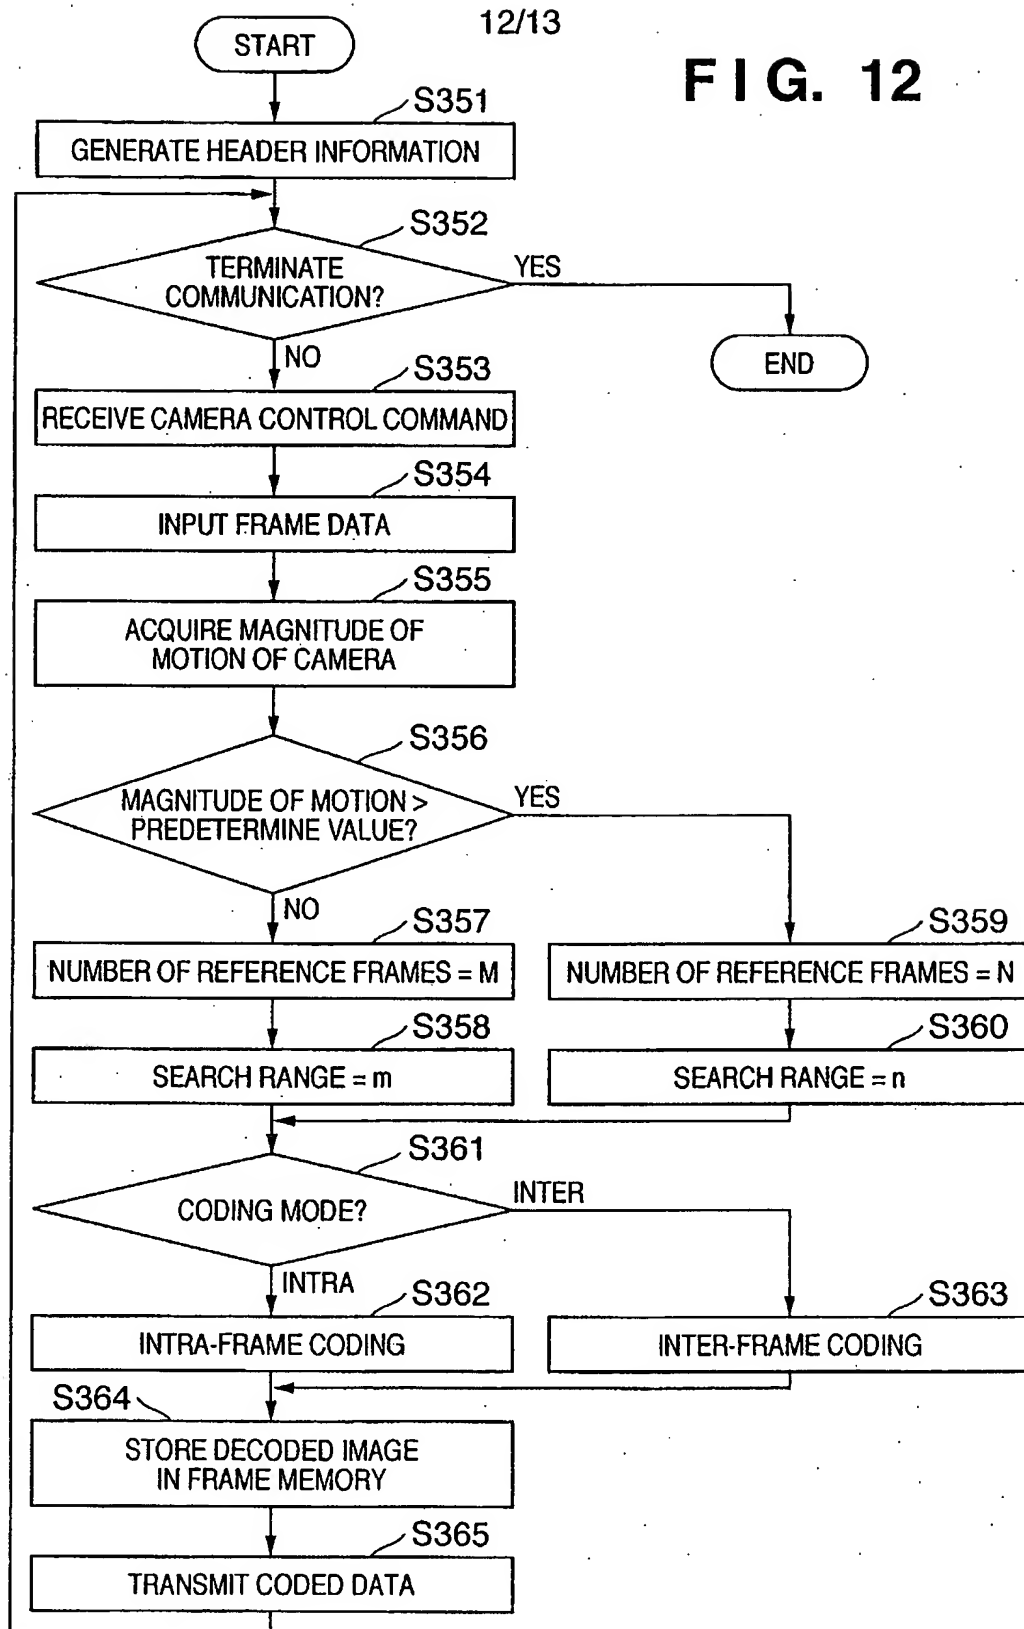 12/13
FIG. 12
START
S351
GENERATE HEADER INFORMATION
S352
TERMINATE
COMMUNICATION?
YES
END
NO
S353
RECEIVE CAMERA CONTROL COMMAND
S354
INPUT FRAME DATA
S355
ACQUIRE MAGNITUDE OF
MOTION OF CAMERA
S356
MAGNITUDE OF MOTION >
PREDETERMINE VALUE?
YES
NO
S357
NUMBER OF REFERENCE FRAMES = M
S359
NUMBER OF REFERENCE FRAMES = N
S358
SEARCH RANGE = m
S360
SEARCH RANGE = n
S361
CODING MODE?
INTER
INTRA
S362
INTRA-FRAME CODING
S363
INTER-FRAME CODING
S364
STORE DECODED IMAGE
IN FRAME MEMORY
S365
TRANSMIT CODED DATA